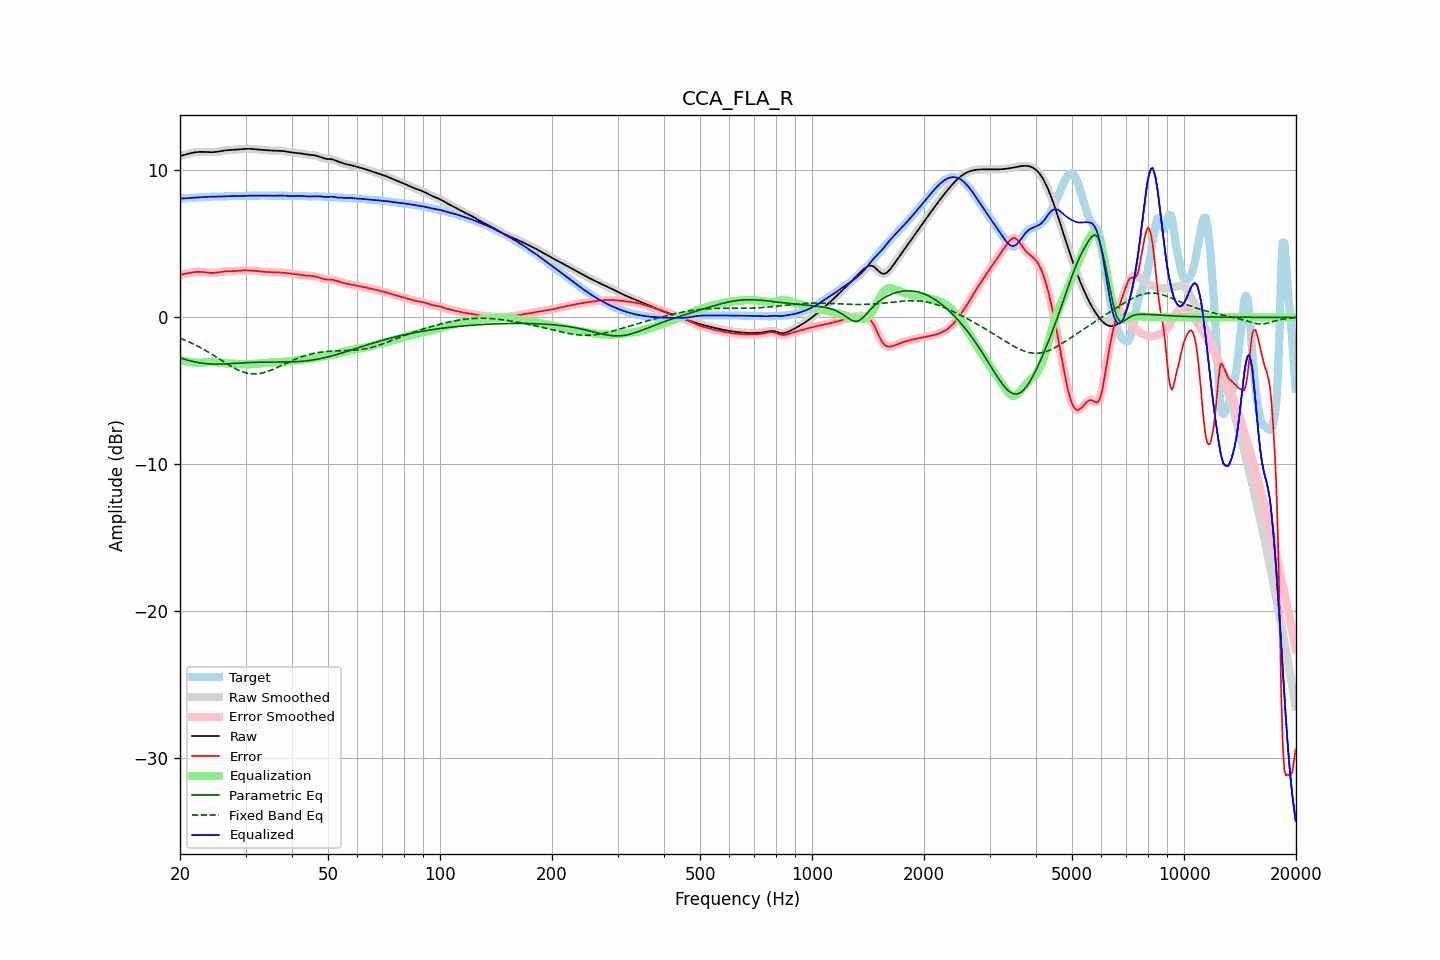 CCA_FLA_R
Amplitude (dBr)
10
0
−10
−20
−30
Target
Raw Smoothed
Error Smoothed
Raw
Error
Equalization
Parametric Eq
Fixed Band Eq
Equalized
20 50 100 200 500 1000 2000 5000 10000 20000
Frequency (Hz)